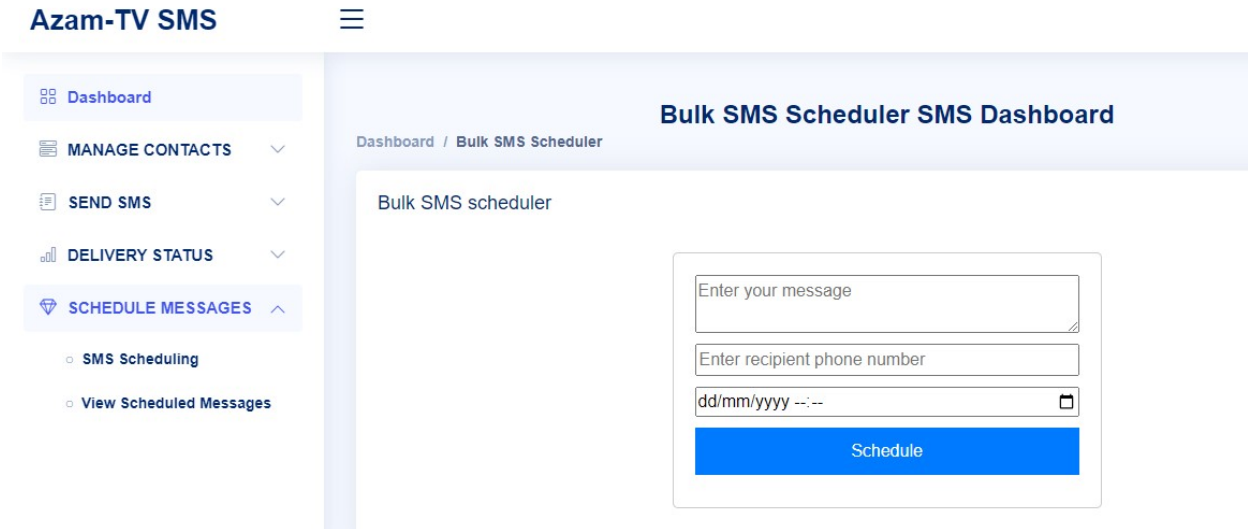 Azam-TV SMS
Dashboard
MANAGE CONTACTS
SEND SMS
DELIVERY STATUS
SCHEDULE MESSAGES
SMS Scheduling
View Scheduled Messages
Bulk SMS Scheduler SMS Dashboard
Dashboard / Bulk SMS Scheduler
Bulk SMS scheduler
Enter your message
Enter recipient phone number
dd/mm/yyyy --:--
Schedule